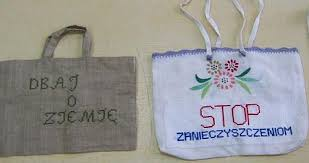 DBAJ
O
ZIEMIĘ
STOP
ZANIECZYSZCZENIOM